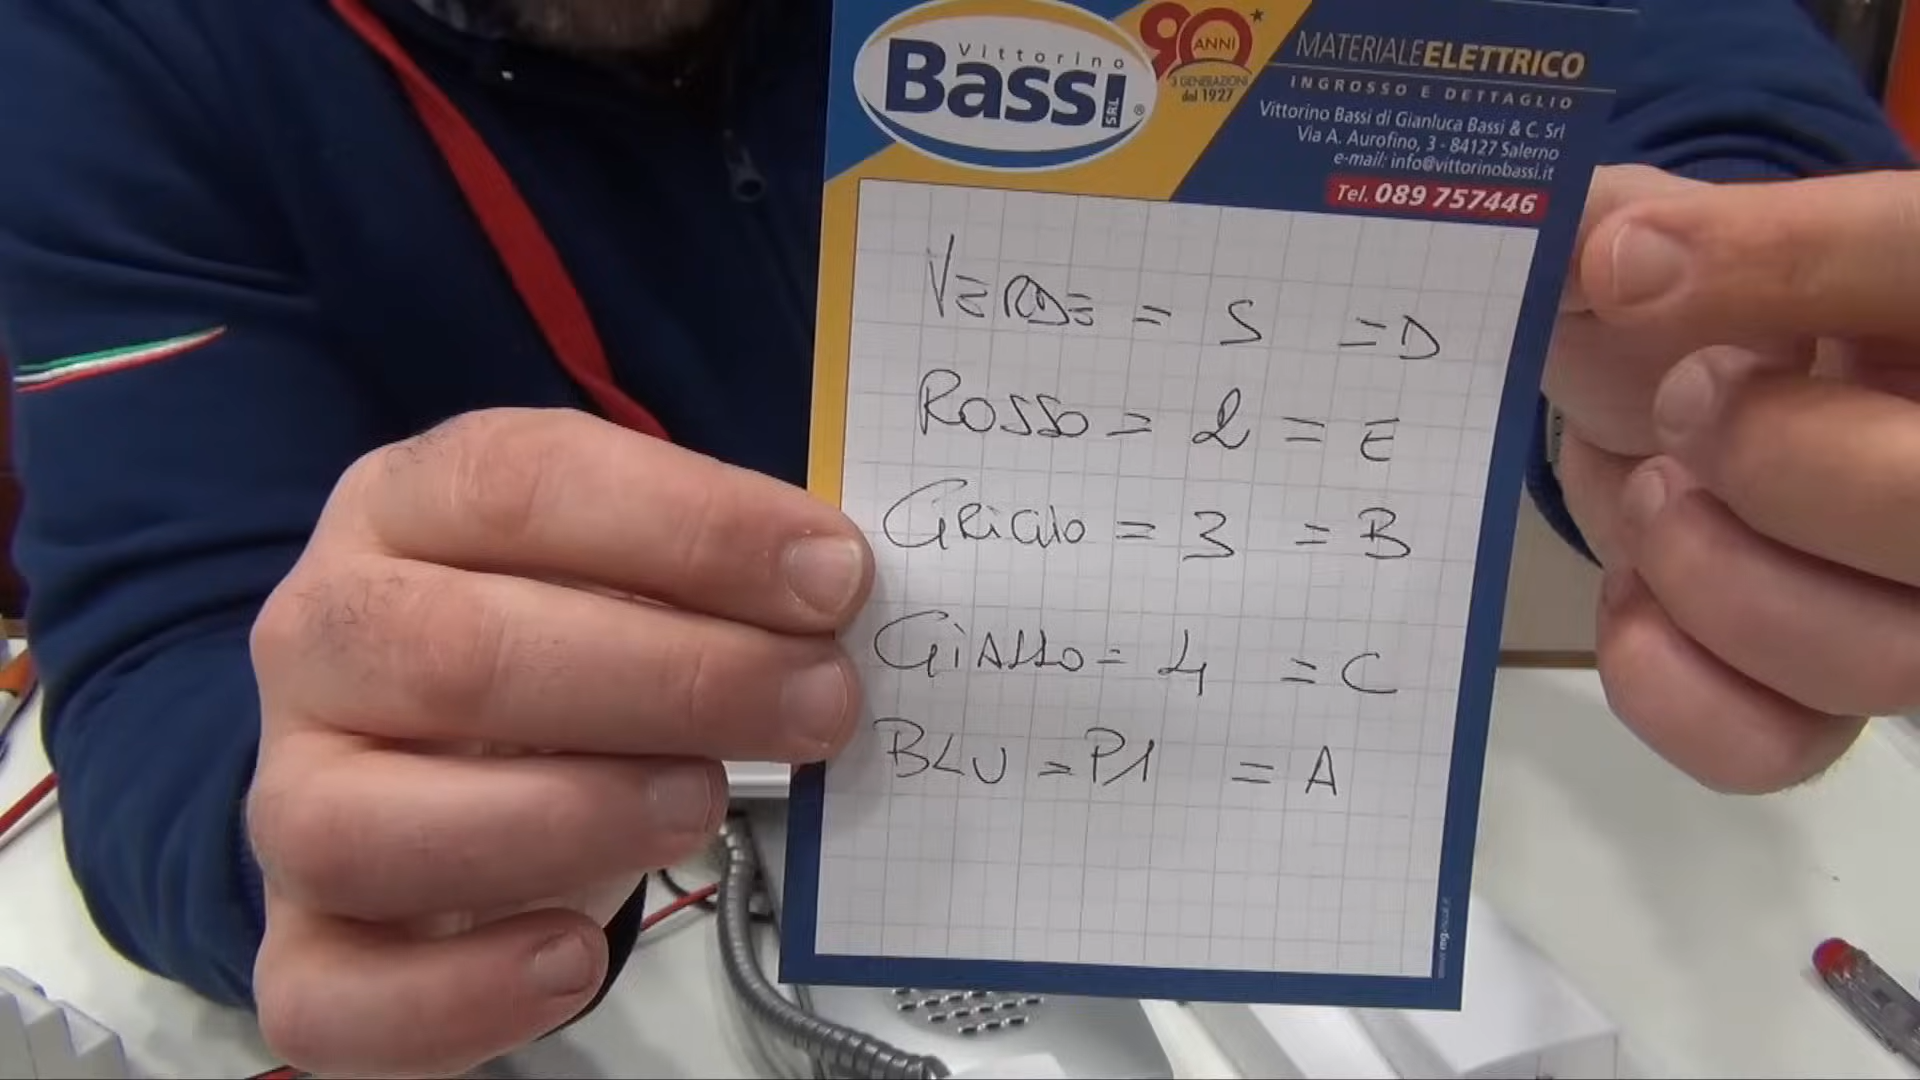 Vittorino
Bassi SRL ®
90 ANNI
3 GENERAZIONI
dal 1927
MATERIALEELETTRICO
INGROSSO E DETTAGLIO
Vittorino Bassi di Gianluca Bassi & C. Srl
Via A. Aurofino, 3 - 84127 Salerno
e-mail: info@vittorinobassi.it
Tel. 089 757446
VERDE = S = D
ROSSO = 2 = E
GRIGIO = 3 = B
GIALLO = 4 = C
BLU = P1 = A